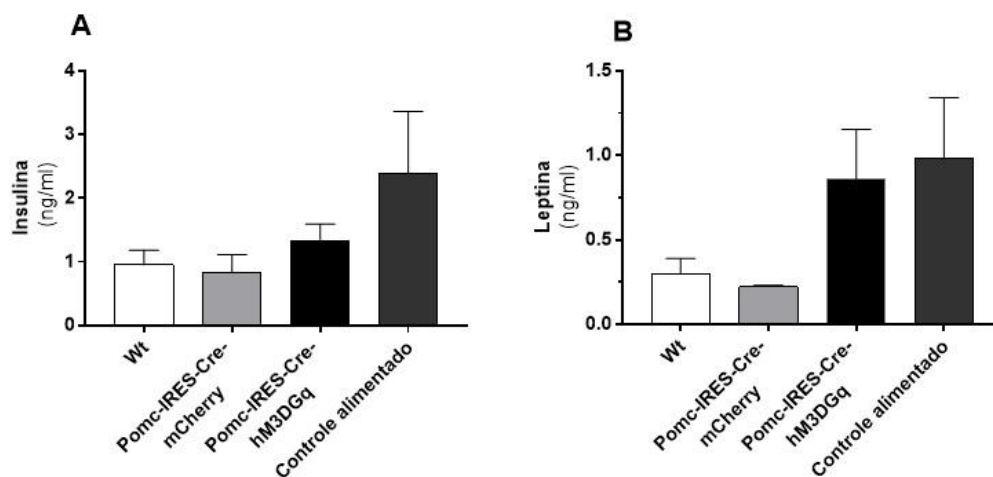 A
Insulina
(ng/ml)
4
3
2
1
0
Wt
Pomc-IRES-Cre-
mCherry
Pomc-IRES-Cre-
hM3DGq
Controle alimentado
B
Leptina
(ng/ml)
1.5
1.0
0.5
0.0
Wt
Pomc-IRES-Cre-
mCherry
Pomc-IRES-Cre-
hM3DGq
Controle alimentado